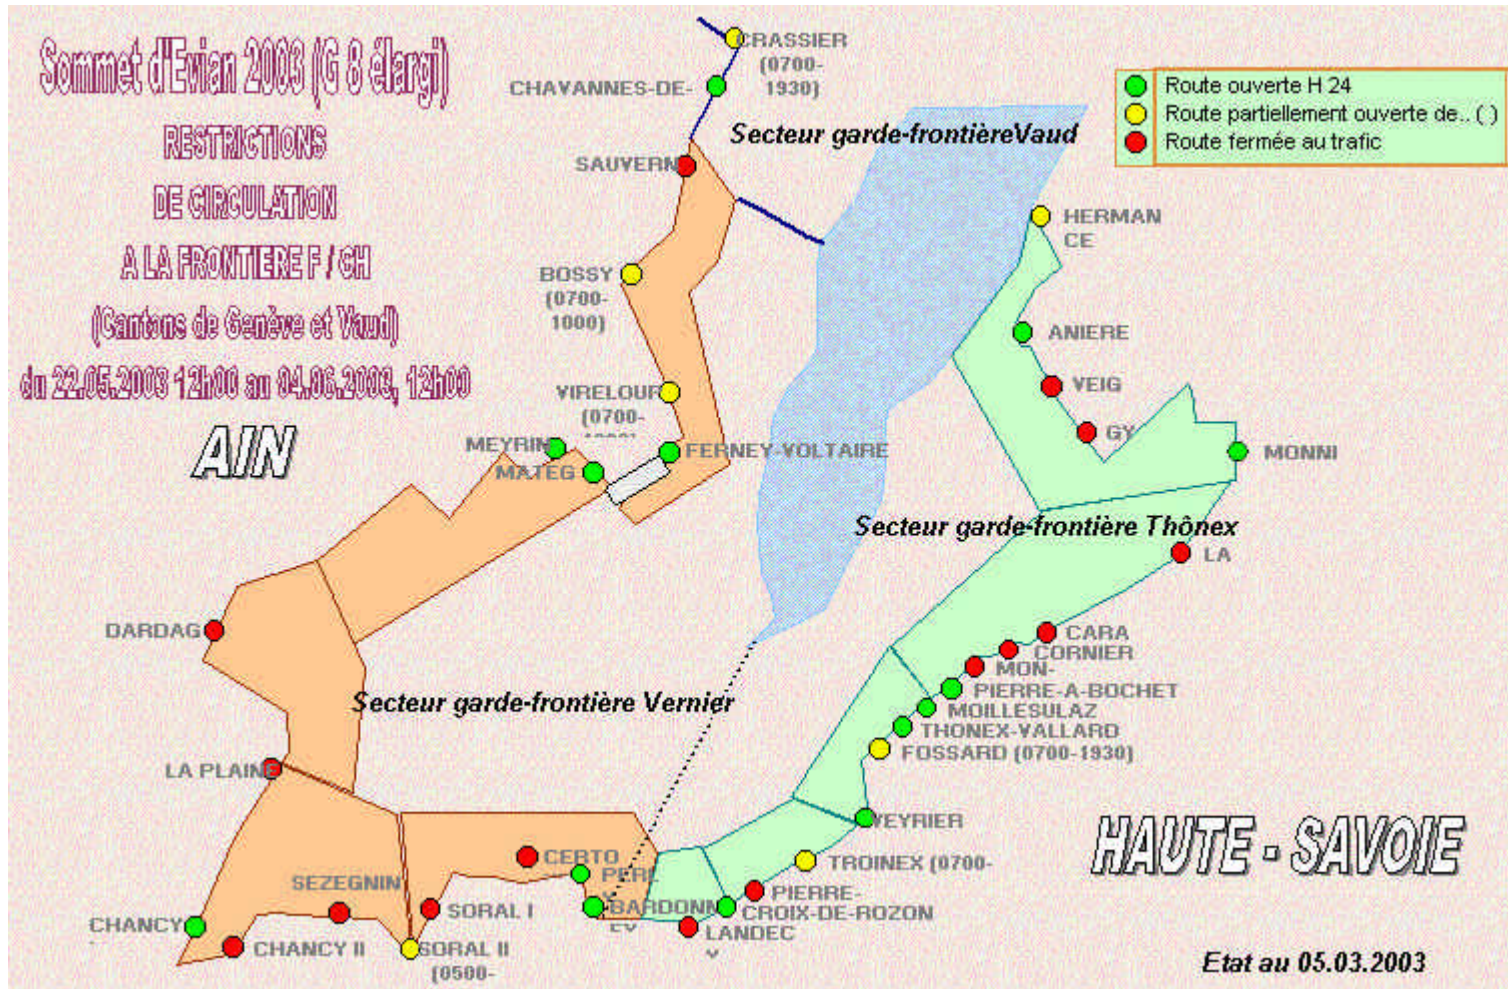 Sommet d'Evian 2003 (G 8 élargi)
RESTRICTIONS
DE CIRCULATION
A LA FRONTIERE F / CH
(Cantons de Genève et Vaud)
du 22.05.2003 12h00 au 04.06.2003, 12h00
Route ouverte H 24
Route partiellement ouverte de.. ( )
Route fermée au trafic
CRASSIER
(0700-
1930)
CHAVANNES-DE-
Secteur garde-frontièreVaud
SAUVERN
HERMAN
CE
BOSSY
(0700-
1000)
ANIERE
VEIG
VIRELOUP
(0700-
GY
MEYRIN
FERNEY-VOLTAIRE
MONNI
AIN
MATEG
Secteur garde-frontière Thônex
LA
DARDAG
CARA
CORNIER
MON-
PIERRE-A-BOCHET
Secteur garde-frontière Vernier
MOILLESULAZ
THONEX-VALLARD
FOSSARD (0700-1930)
LA PLAINE
VEYRIER
HAUTE - SAVOIE
CERTO
TROINEX (0700-
PERL
Y
SEZEGNIN
PIERRE-
SORAL I
BARDONN
EY
CROIX-DE-ROZON
CHANCY
LANDEC
Y
CHANCY II
SORAL II
(0500-
Etat au 05.03.2003